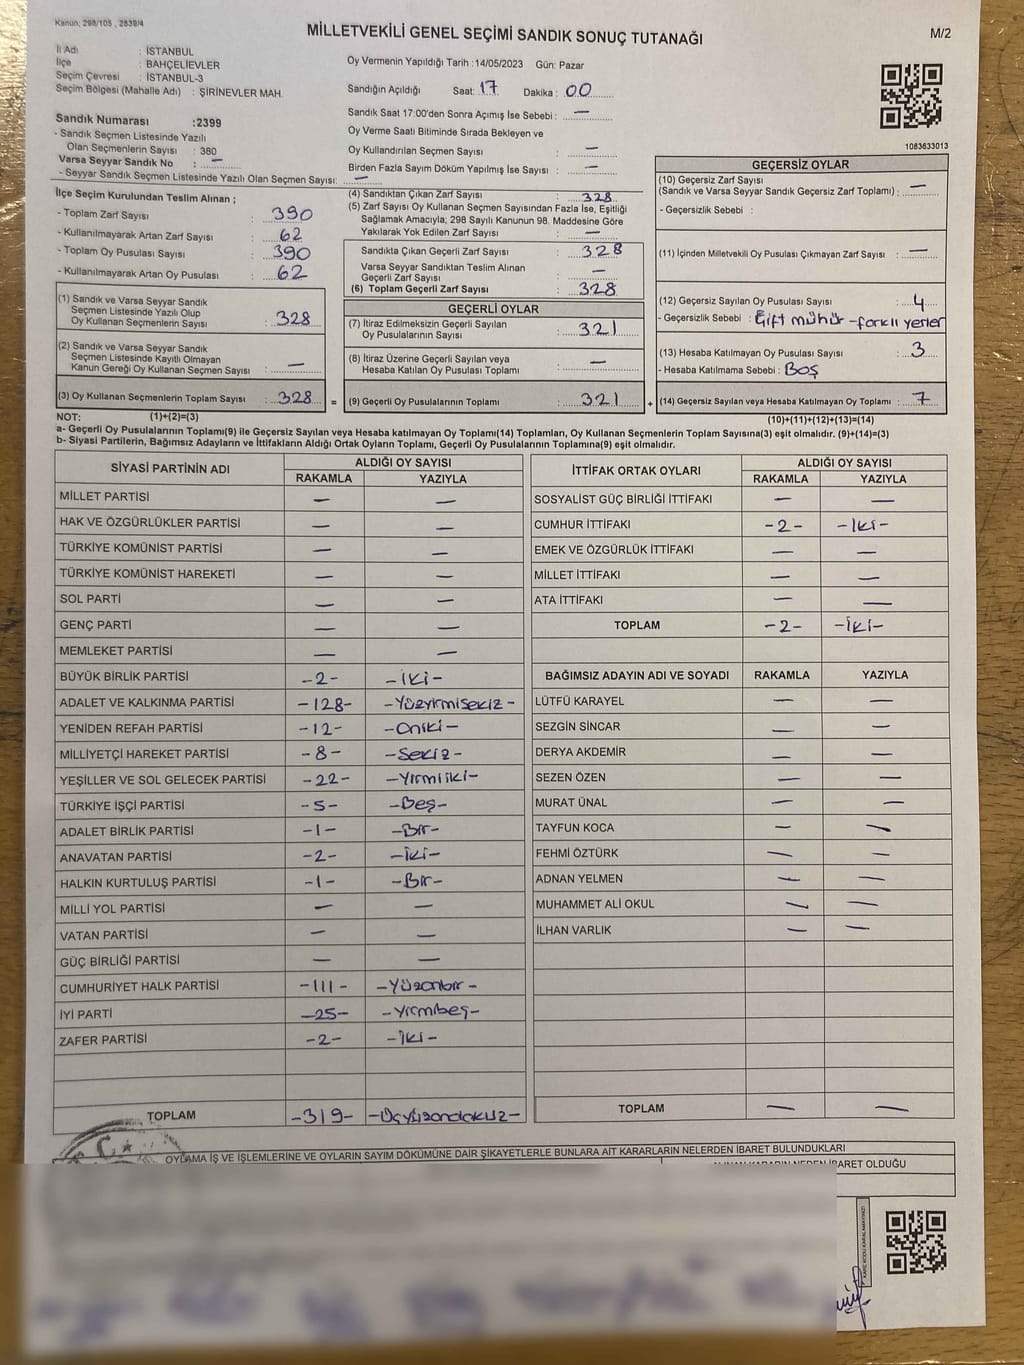 Kanun; 298/105 , 2839/4
MİLLETVEKİLİ GENEL SEÇİMİ SANDIK SONUÇ TUTANAĞI
M/2
İl Adı : İSTANBUL
İlçe : BAHÇELİEVLER
Seçim Çevresi : İSTANBUL-3
Seçim Bölgesi (Mahalle Adı) : ŞİRİNEVLER MAH.
Sandık Numarası :2399
- Sandık Seçmen Listesinde Yazılı
Olan Seçmenlerin Sayısı : 380
Varsa Seyyar Sandık No : —
- Seyyar Sandık Seçmen Listesinde Yazılı Olan Seçmen Sayısı: —
Oy Vermenin Yapıldığı Tarih :14/05/2023 Gün: Pazar
Sandığın Açıldığı Saat: 17 Dakika : 00
Sandık Saat 17:00'den Sonra Açımış İse Sebebi : —
Oy Verme Saati Bitiminde Sırada Bekleyen ve
Oy Kullandırılan Seçmen Sayısı : —
Birden Fazla Sayım Döküm Yapılmış İse Sayısı : —
1083633013
İlçe Seçim Kurulundan Teslim Alınan ;
- Toplam Zarf Sayısı : 390
- Kullanılmayarak Artan Zarf Sayısı : 62
- Toplam Oy Pusulası Sayısı : 390
- Kullanılmayarak Artan Oy Pusulası : 62
(1) Sandık ve Varsa Seyyar Sandık
Seçmen Listesinde Yazılı Olup
Oy Kullanan Seçmenlerin Sayısı : 328
(2) Sandık ve Varsa Seyyar Sandık
Seçmen Listesinde Kayıtlı Olmayan
Kanun Gereği Oy Kullanan Seçmen Sayısı : —
(3) Oy Kullanan Seçmenlerin Toplam Sayısı : 328 =
(4) Sandıktan Çıkan Zarf Sayısı : 328
(5) Zarf Sayısı Oy Kullanan Seçmen Sayısından Fazla İse, Eşitliği
Sağlamak Amacıyla; 298 Sayılı Kanunun 98. Maddesine Göre
Yakılarak Yok Edilen Zarf Sayısı : —
Sandıkta Çıkan Geçerli Zarf Sayısı : 328
Varsa Seyyar Sandıktan Teslim Alınan
Geçerli Zarf Sayısı : —
(6) Toplam Geçerli Zarf Sayısı : 328
GEÇERLİ OYLAR
(7) İtiraz Edilmeksizin Geçerli Sayılan
Oy Pusulalarının Sayısı : 321
(8) İtiraz Üzerine Geçerli Sayılan veya
Hesaba Katılan Oy Pusulası Toplamı : —
(9) Geçerli Oy Pusulalarının Toplamı : 321 +
GEÇERSİZ OYLAR
(10) Geçersiz Zarf Sayısı
(Sandık ve Varsa Seyyar Sandık Geçersiz Zarf Toplamı) : —
- Geçersizlik Sebebi :
(11) İçinden Milletvekili Oy Pusulası Çıkmayan Zarf Sayısı : —
(12) Geçersiz Sayılan Oy Pusulası Sayısı : 4
- Geçersizlik Sebebi : Çift mühür - farklı yerler
(13) Hesaba Katılmayan Oy Pusulası Sayısı : 3
- Hesaba Katılmama Sebebi : Boş
(14) Geçersiz Sayılan veya Hesaba Katılmayan Oy Toplamı : 7
NOT: (1)+(2)=(3)
(10)+(11)+(12)+(13)=(14)
a- Geçerli Oy Pusulalarının Toplamı(9) ile Geçersiz Sayılan veya Hesaba katılmayan Oy Toplamı(14) Toplamları, Oy Kullanan Seçmenlerin Toplam Sayısına(3) eşit olmalıdır. (9)+(14)=(3)
b- Siyasi Partilerin, Bağımsız Adayların ve İttifakların Aldığı Ortak Oyların Toplamı, Geçerli Oy Pusulalarının Toplamına(9) eşit olmalıdır.
SİYASİ PARTİNİN ADI ALDIĞI OY SAYISI
RAKAMLA YAZIYLA
MİLLET PARTİSİ — —
HAK VE ÖZGÜRLÜKLER PARTİSİ — —
TÜRKİYE KOMÜNİST PARTİSİ — —
TÜRKİYE KOMÜNİST HAREKETİ — —
SOL PARTİ — —
GENÇ PARTİ — —
MEMLEKET PARTİSİ — —
BÜYÜK BİRLİK PARTİSİ -2- -iki-
ADALET VE KALKINMA PARTİSİ -128- -Yüzyirmisekiz-
YENİDEN REFAH PARTİSİ -12- -Oniki-
MİLLİYETÇİ HAREKET PARTİSİ -8- -Sekiz-
YEŞİLLER VE SOL GELECEK PARTİSİ -22- -Yirmiiki-
TÜRKİYE İŞÇİ PARTİSİ -5- -Beş-
ADALET BİRLİK PARTİSİ -1- -Bir-
ANAVATAN PARTİSİ -2- -iki-
HALKIN KURTULUŞ PARTİSİ -1- -Bir-
MİLLİ YOL PARTİSİ — —
VATAN PARTİSİ — —
GÜÇ BİRLİĞİ PARTİSİ — —
CUMHURİYET HALK PARTİSİ -111- -Yüzonbir-
İYİ PARTİ -25- -Yirmibeş-
ZAFER PARTİSİ -2- -iki-
TOPLAM -319- -Üçyüzondokuz-
İTTİFAK ORTAK OYLARI ALDIĞI OY SAYISI
RAKAMLA YAZIYLA
SOSYALİST GÜÇ BİRLİĞİ İTTİFAKI — —
CUMHUR İTTİFAKI -2- -iki-
EMEK VE ÖZGÜRLÜK İTTİFAKI — —
MİLLET İTTİFAKI — —
ATA İTTİFAKI — —
TOPLAM -2- -iki-
BAĞIMSIZ ADAYIN ADI VE SOYADI RAKAMLA YAZIYLA
LÜTFÜ KARAYEL — —
SEZGİN SİNCAR — —
DERYA AKDEMİR — —
SEZEN ÖZEN — —
MURAT ÜNAL — —
TAYFUN KOCA — —
FEHMİ ÖZTÜRK — —
ADNAN YELMEN — —
MUHAMMET ALİ OKUL — —
İLHAN VARLIK — —
TOPLAM — —
OYLAMA İŞ VE İŞLEMLERİNE VE OYLARIN SAYIM DÖKÜMÜNE DAİR ŞİKAYETLERLE BUNLARA AİT KARARLARIN NELERDEN İBARET BULUNDUKLARI
İBARET OLDUĞU
KARE KODU KARALAMAYINIZ!